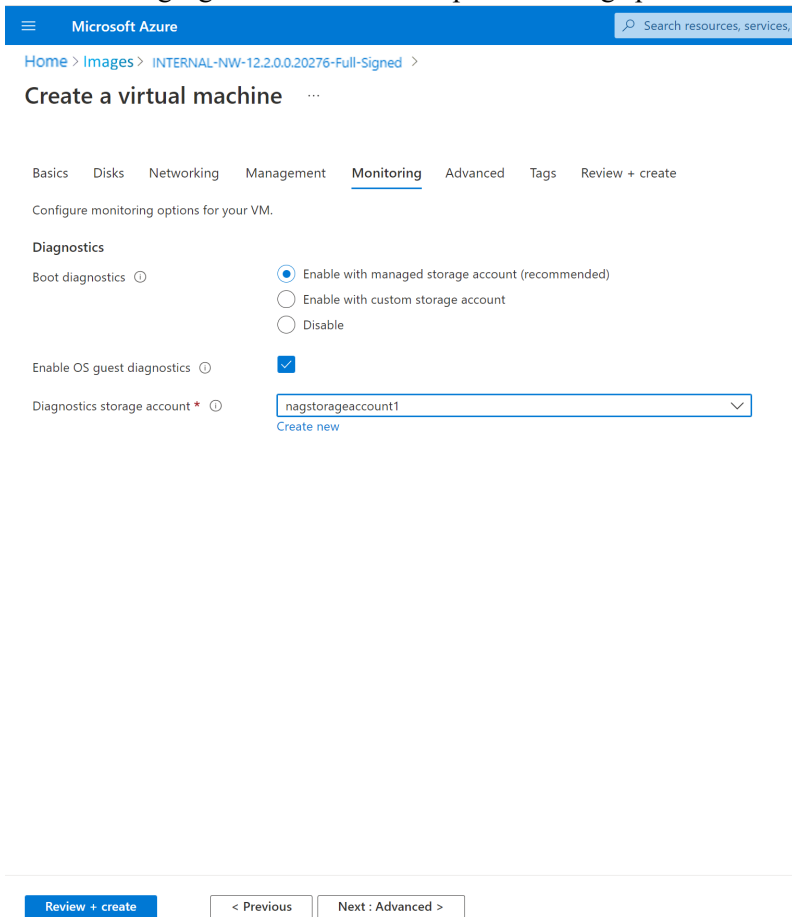 Microsoft Azure
Search resources, services,
Home > Images > INTERNAL-NW-12.2.0.0.20276-Full-Signed >
Create a virtual machine ...
Basics Disks Networking Management Monitoring Advanced Tags Review + create
Configure monitoring options for your VM.
Diagnostics
Boot diagnostics
Enable with managed storage account (recommended)
Enable with custom storage account
Disable
Enable OS guest diagnostics
Diagnostics storage account *
nagstorageaccount1
Create new
Review + create
< Previous
Next : Advanced >